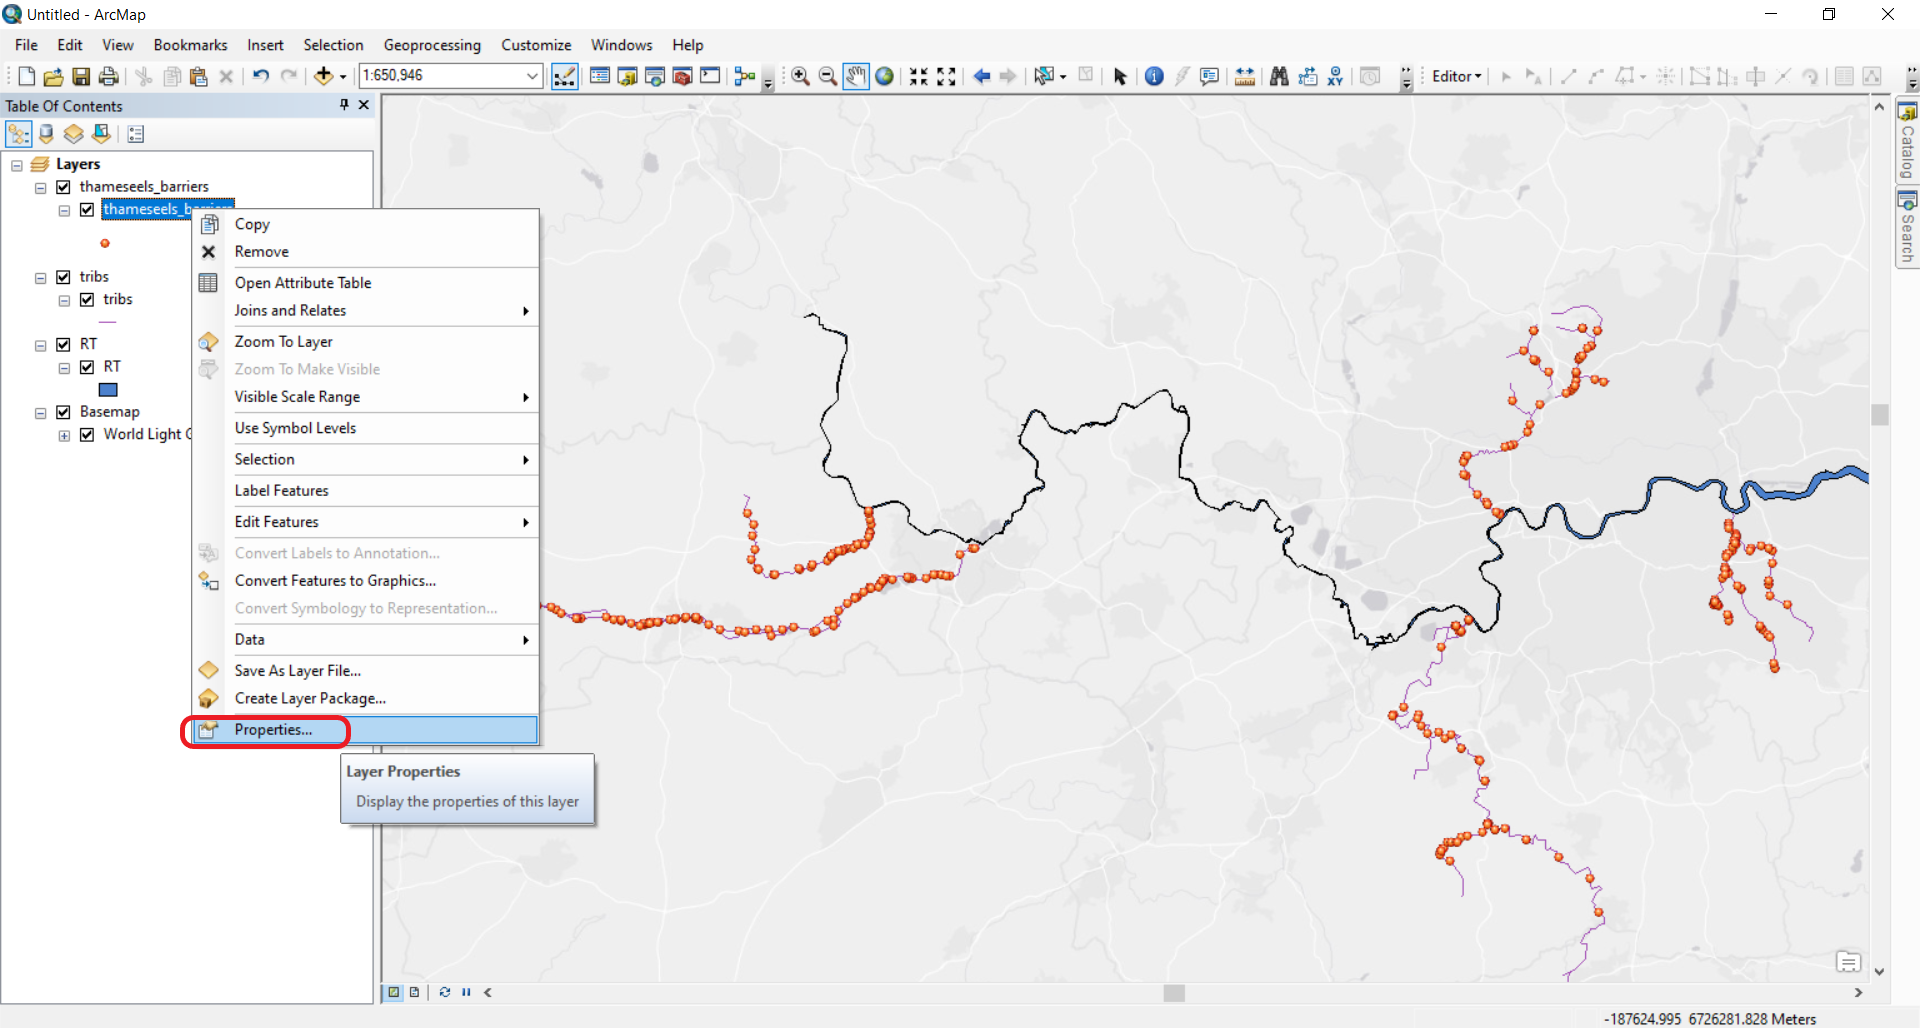 Untitled - ArcMap
File Edit View Bookmarks Insert Selection Geoprocessing Customize Windows Help
1:650,946
XY
Editor
Table Of Contents
Layers
thameseels_barriers
thameseels_barriers
tribs
tribs
RT
RT
Basemap
World Light
Copy
Remove
Open Attribute Table
Joins and Relates
Zoom To Layer
Zoom To Make Visible
Visible Scale Range
Use Symbol Levels
Selection
Label Features
Edit Features
Convert Labels to Annotation...
Convert Features to Graphics...
Convert Symbology to Representation...
Data
Save As Layer File...
Create Layer Package...
Properties...
Layer Properties
Display the properties of this layer
Catalog
Search
-187624.995 6726281.828 Meters